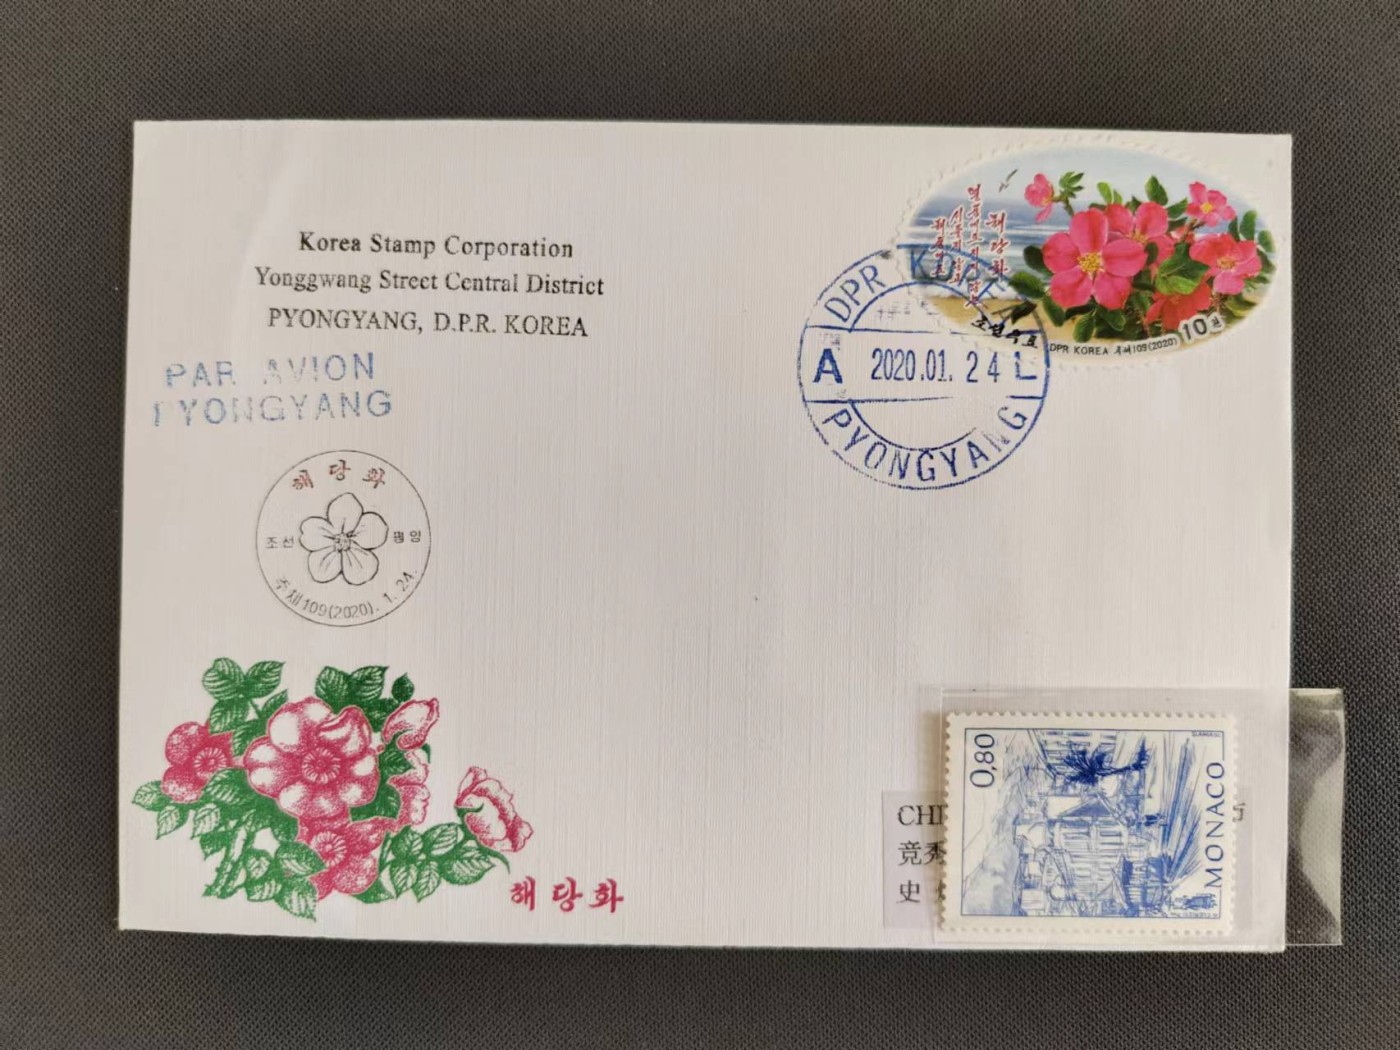 Korea Stamp Corporation
Yonggwang Street Central District
PYONGYANG, D.P.R. KOREA
PAR AVION
PYONGYANG
해당화
조선 평양
주체109(2020). 1. 24.
해당화
해당화
조선우표
DPR KOREA 주체109(2020)
10원
DPR KOREA
A 2020.01.24 L
PYONGYANG
0,80
MONACO
竞秀
史